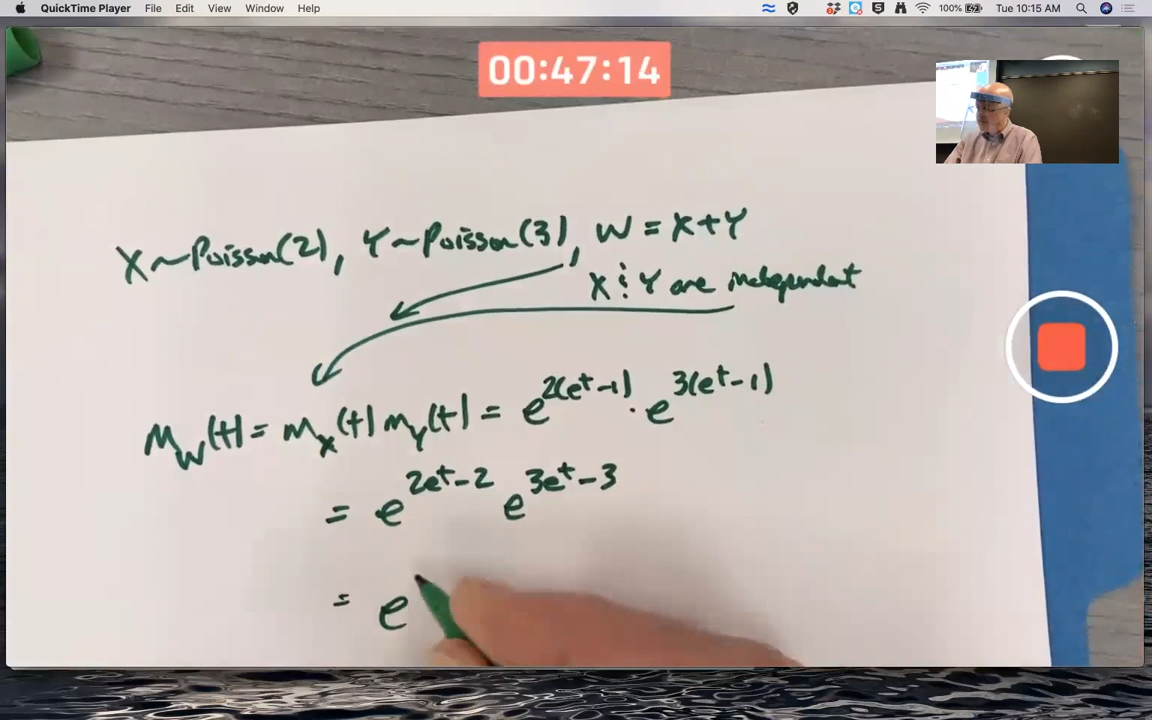 QuickTime Player File Edit View Window Help 100% Tue 10:15 AM
00:47:14
X~Poisson(2), Y~Poisson(3), W = X+Y
X & Y are independent
M_W(t) = M_X(t) M_Y(t) = e^{2(e^t-1)} · e^{3(e^t-1)}
= e^{2e^t-2} e^{3e^t-3}
= e